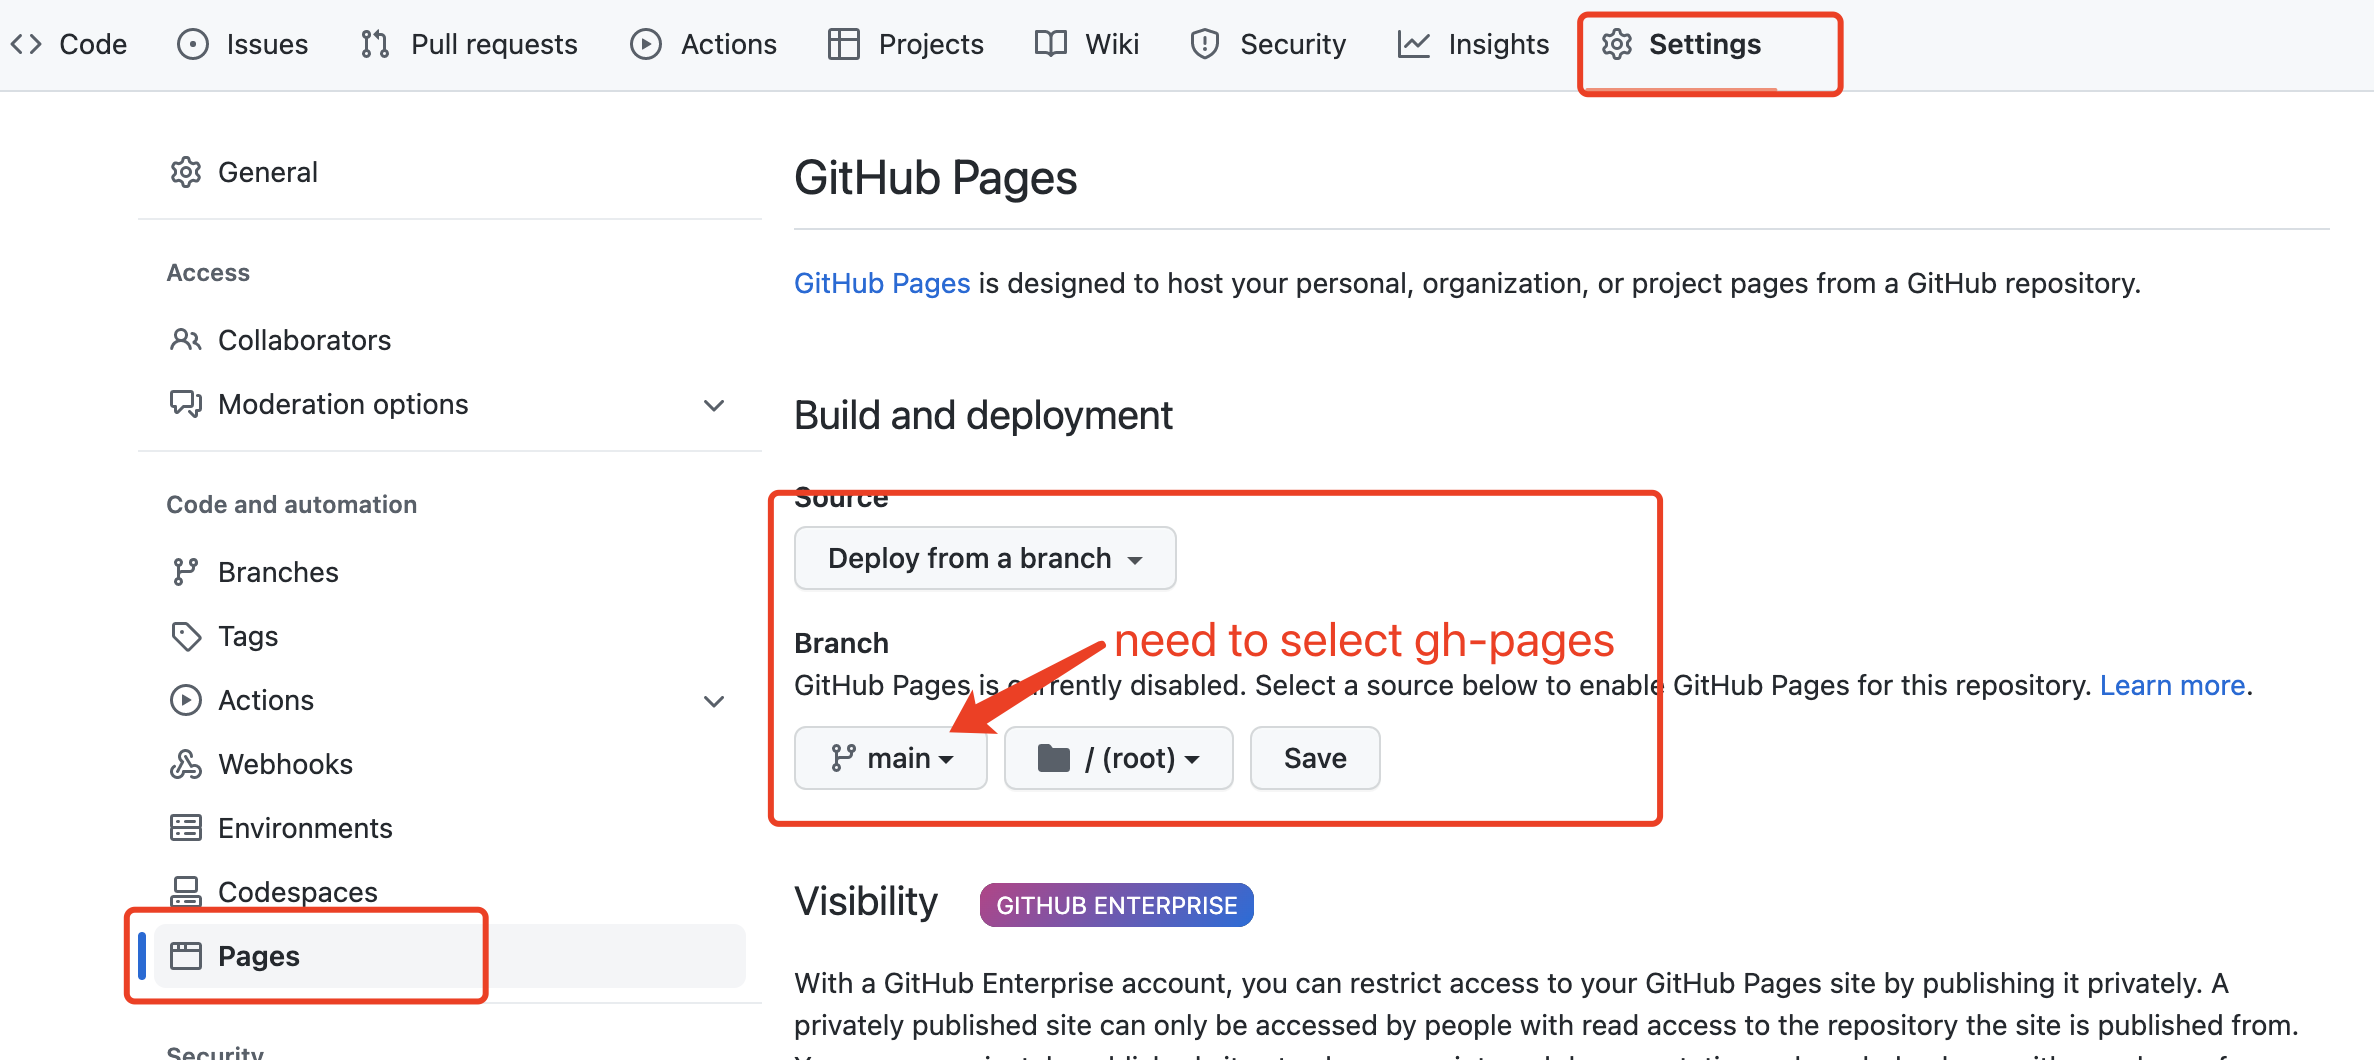 Code Issues Pull requests Actions Projects Wiki Security Insights Settings
General
Access
Collaborators
Moderation options
Code and automation
Branches
Tags
Actions
Webhooks
Environments
Codespaces
Pages
Security
GitHub Pages
GitHub Pages is designed to host your personal, organization, or project pages from a GitHub repository.
Build and deployment
Source
Deploy from a branch
Branch
need to select gh-pages
GitHub Pages is currently disabled. Select a source below to enable GitHub Pages for this repository. Learn more.
main / (root) Save
Visibility GITHUB ENTERPRISE
With a GitHub Enterprise account, you can restrict access to your GitHub Pages site by publishing it privately. A
privately published site can only be accessed by people with read access to the repository the site is published from.